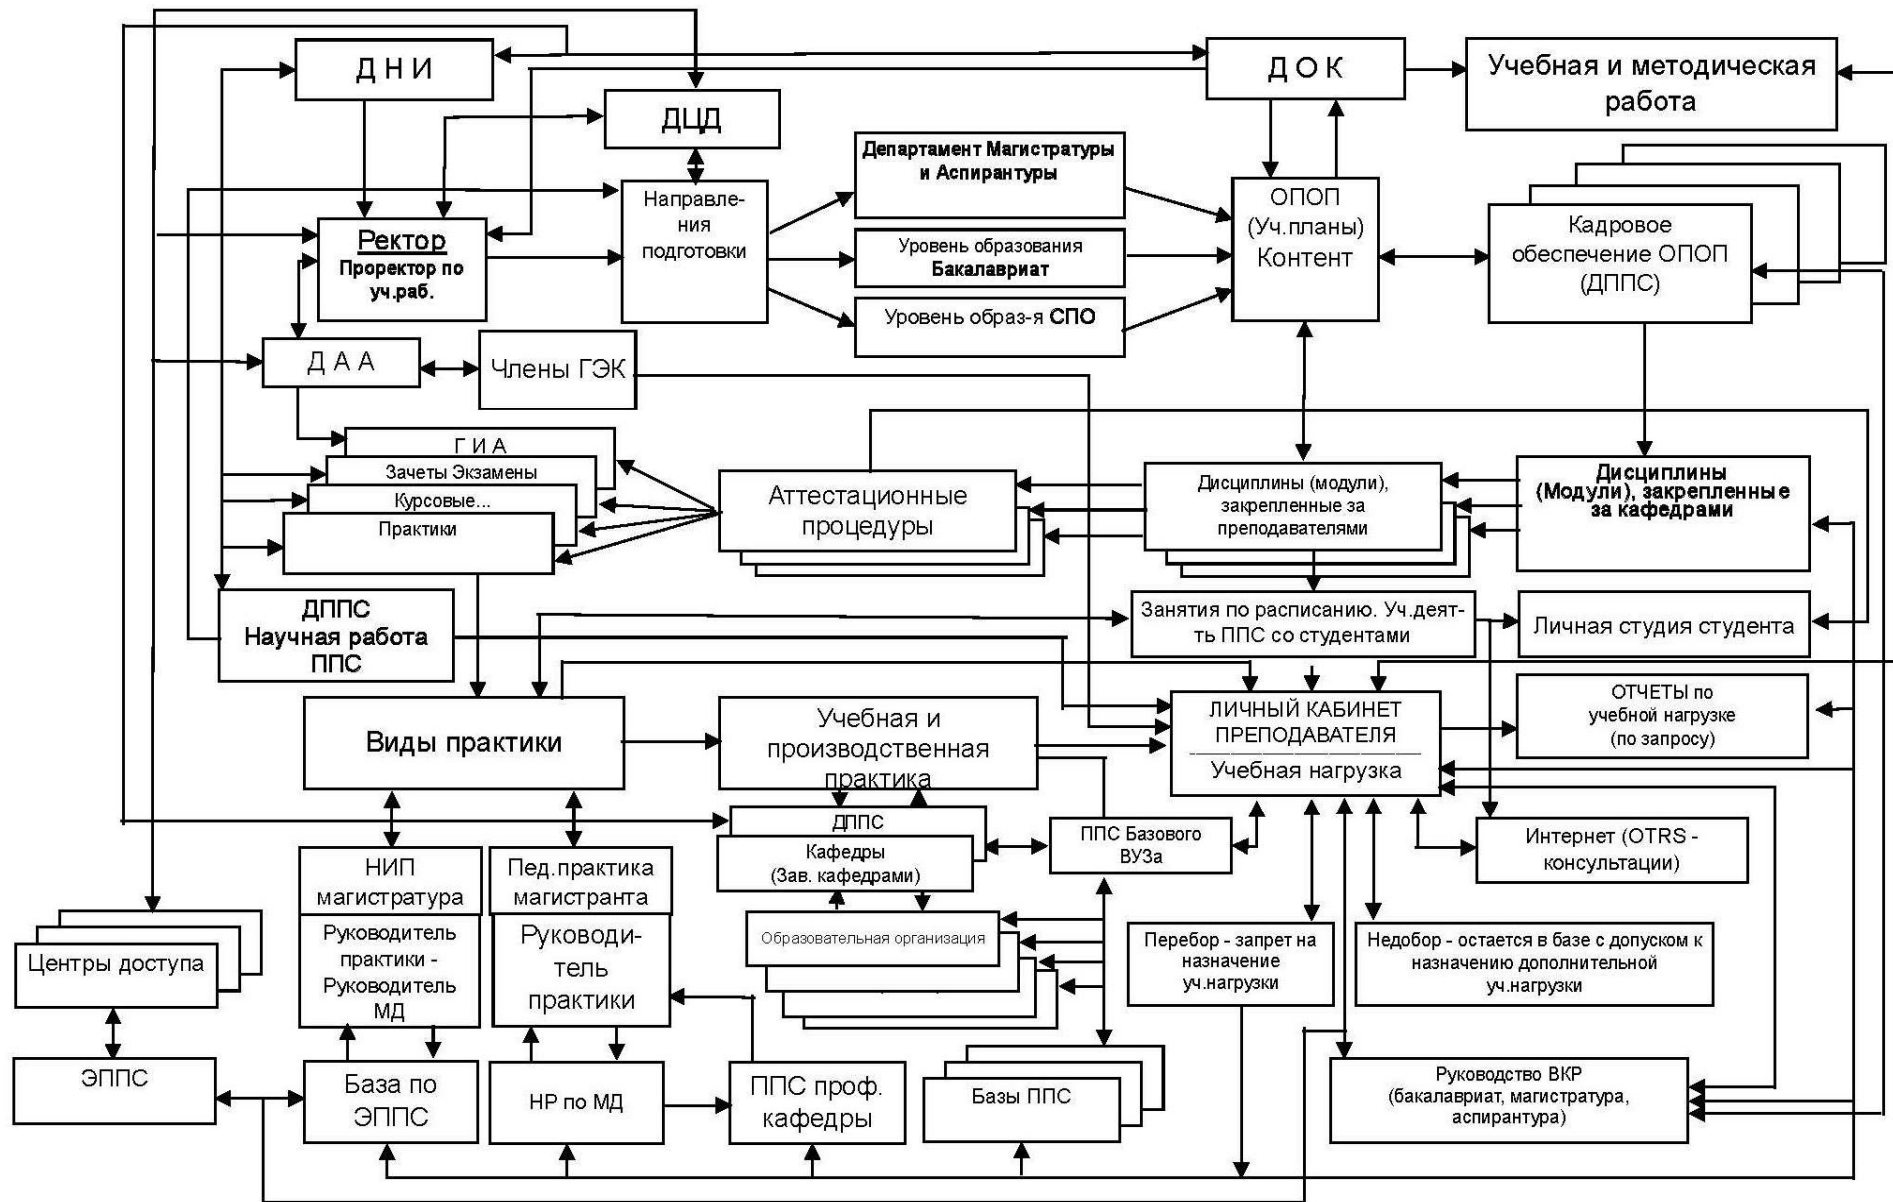 Д Н И
Д О К
Учебная и методическая
работа
ДЦД
Департамент Магистратуры
и Аспирантуры
Направле-
ния
подготовки
ОПОП
(Уч.планы)
Контент
Кадровое
обеспечение ОПОП
(ДППС)
Ректор
Проректор по
уч.раб.
Уровень образования
Бакалавриат
Уровень образ-я СПО
Д А А
Члены ГЭК
Г И А
Зачеты Экзамены
Курсовые...
Практики
Аттестационные
процедуры
Дисциплины (модули),
закрепленные за
преподавателями
Дисциплины
(Модули), закрепленные
за кафедрами
ДППС
Научная работа
ППС
Занятия по расписанию. Уч.деят-
ть ППС со студентами
Личная студия студента
Виды практики
Учебная и
производственная
практика
ЛИЧНЫЙ КАБИНЕТ
ПРЕПОДАВАТЕЛЯ
Учебная нагрузка
ОТЧЕТЫ по
учебной нагрузке
(по запросу)
ДППС
Кафедры
(Зав. кафедрами)
ППС Базового
ВУЗа
Интернет (OTRS -
консультации)
НИП
магистратура
Пед.практика
магистранта
Руководитель
практики -
Руководитель
МД
Руководи-
тель
практики
Образовательная организация
Перебор - запрет на
назначение
уч.нагрузки
Недобор - остается в базе с допуском к
назначению дополнительной
уч.нагрузки
Центры доступа
ЭППС
База по
ЭППС
НР по МД
ППС проф.
кафедры
Базы ППС
Руководство ВКР
(бакалавриат, магистратура,
аспирантура)